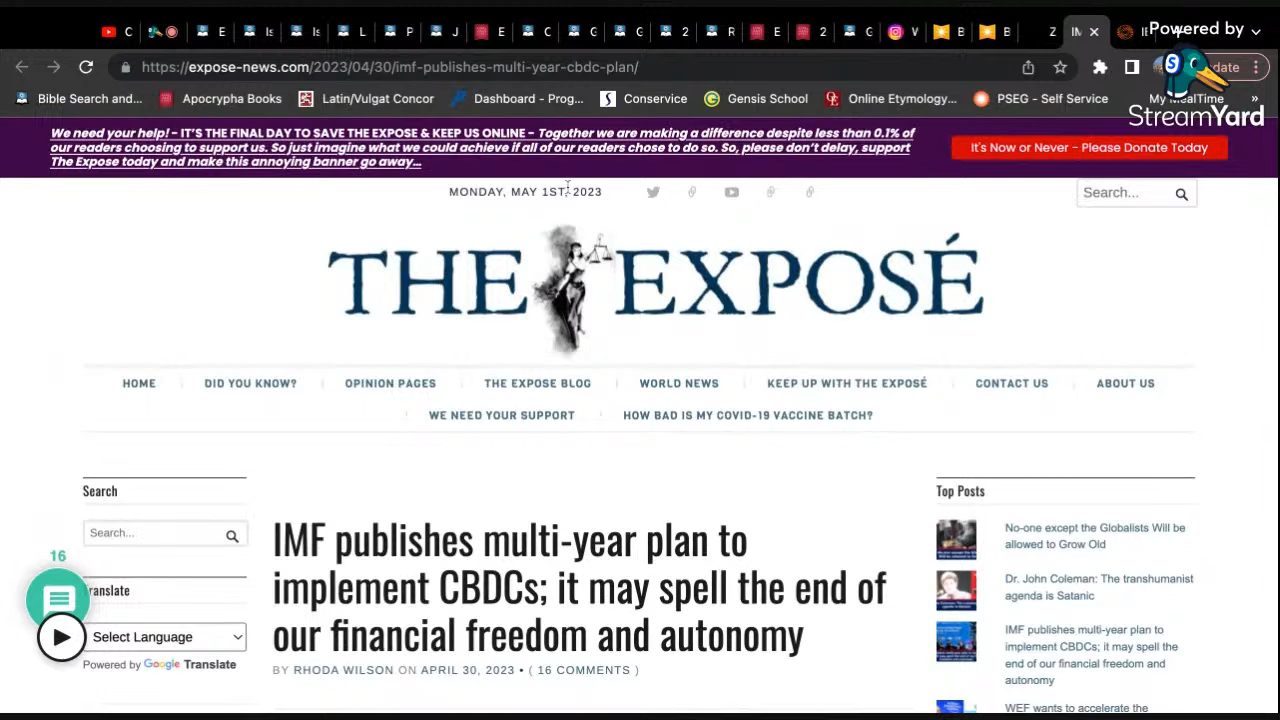 C E Is Is L P J E C G G 2 R E 2 G V B B Z IM
Powered by
https://expose-news.com/2023/04/30/imf-publishes-multi-year-cbdc-plan/
Bible Search and... Apocrypha Books Latin/Vulgat Concor Dashboard - Prog... Conservice Gensis School Online Etymology... PSEG - Self Service My MealTime »
StreamYard
We need your help! - IT'S THE FINAL DAY TO SAVE THE EXPOSE & KEEP US ONLINE - Together we are making a difference despite less than 0.1% of
our readers choosing to support us. So just imagine what we could achieve if all of our readers chose to do so. So, please don't delay, support
The Expose today and make this annoying banner go away...
It's Now or Never - Please Donate Today
MONDAY, MAY 1ST, 2023
Search...
THE EXPOSÉ
HOME DID YOU KNOW? OPINION PAGES THE EXPOSE BLOG WORLD NEWS KEEP UP WITH THE EXPOSÉ CONTACT US ABOUT US
WE NEED YOUR SUPPORT HOW BAD IS MY COVID-19 VACCINE BATCH?
Search
Search...
16
Select Language
Powered by Google Translate
IMF publishes multi-year plan to
implement CBDCs; it may spell the end of
our financial freedom and autonomy
BY RHODA WILSON ON APRIL 30, 2023 • ( 16 COMMENTS )
Top Posts
No-one except the Globalists Will be
allowed to Grow Old
Dr. John Coleman: The transhumanist
agenda is Satanic
IMF publishes multi-year plan to
implement CBDCs; it may spell the
end of our financial freedom and
autonomy
WEF wants to accelerate the